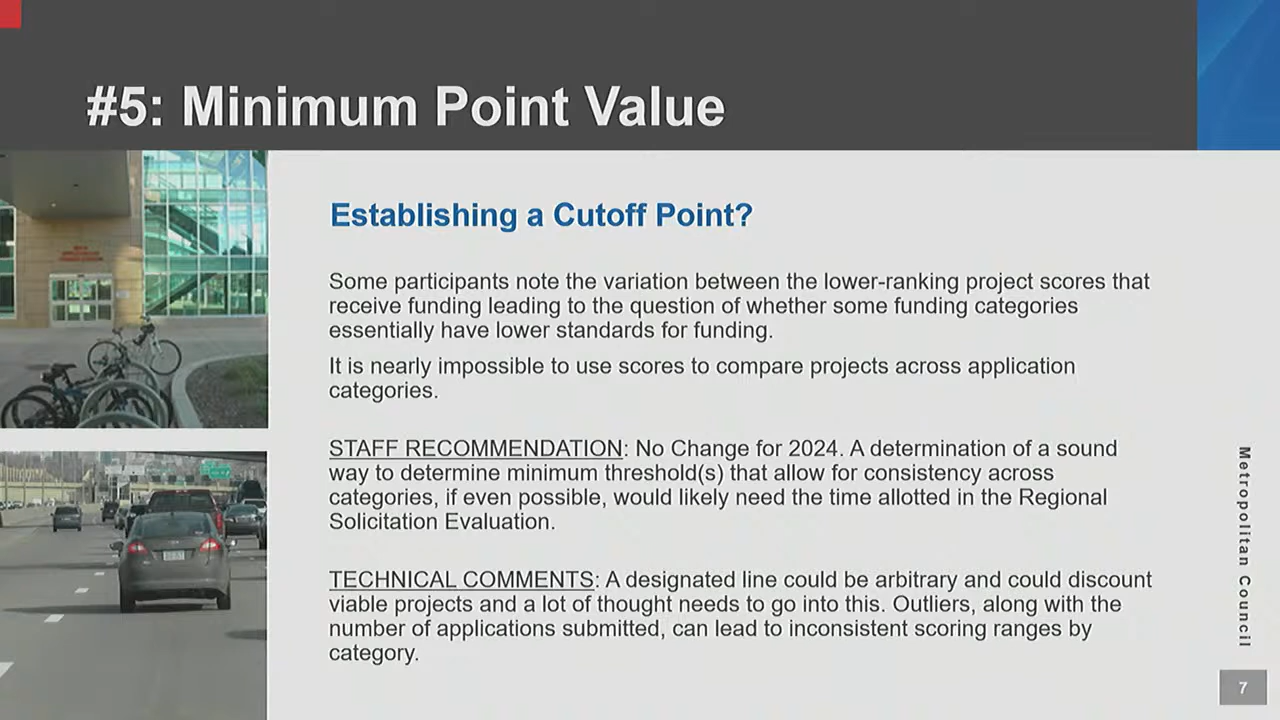 #5: Minimum Point Value
Establishing a Cutoff Point?
Some participants note the variation between the lower-ranking project scores that
receive funding leading to the question of whether some funding categories
essentially have lower standards for funding.
It is nearly impossible to use scores to compare projects across application
categories.
STAFF RECOMMENDATION: No Change for 2024. A determination of a sound
way to determine minimum threshold(s) that allow for consistency across
categories, if even possible, would likely need the time allotted in the Regional
Solicitation Evaluation.
TECHNICAL COMMENTS: A designated line could be arbitrary and could discount
viable projects and a lot of thought needs to go into this. Outliers, along with the
number of applications submitted, can lead to inconsistent scoring ranges by
category.
Metropolitan Council
7